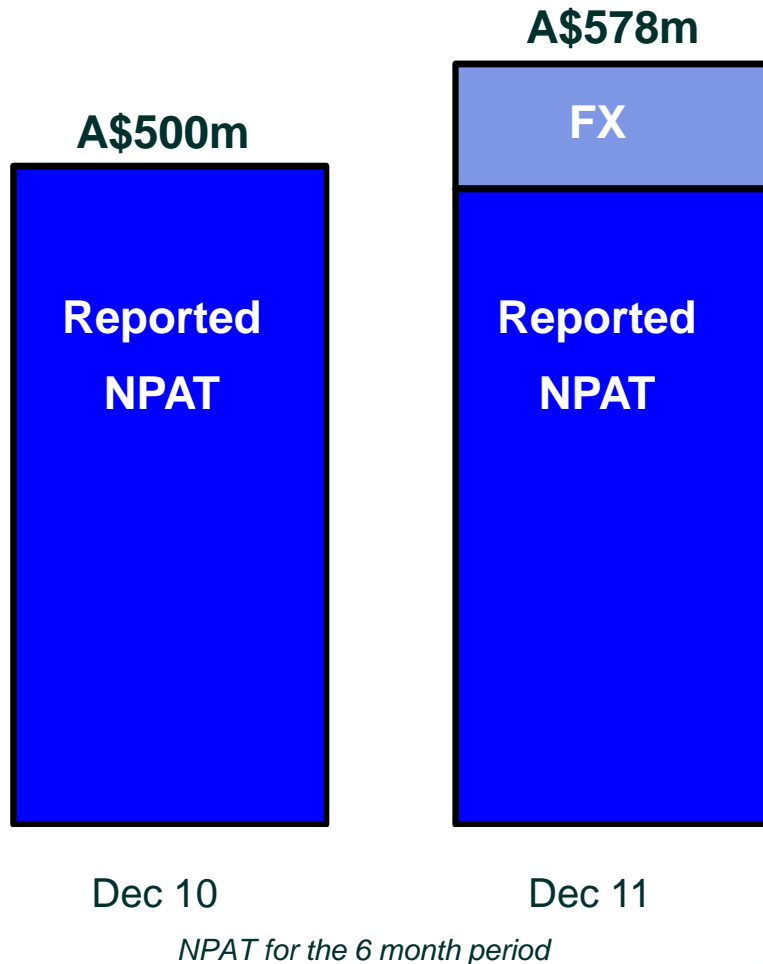 A$500m
Reported
NPAT
Dec 10
A$578m
FX
Reported
NPAT
Dec 11
NPAT for the 6 month period